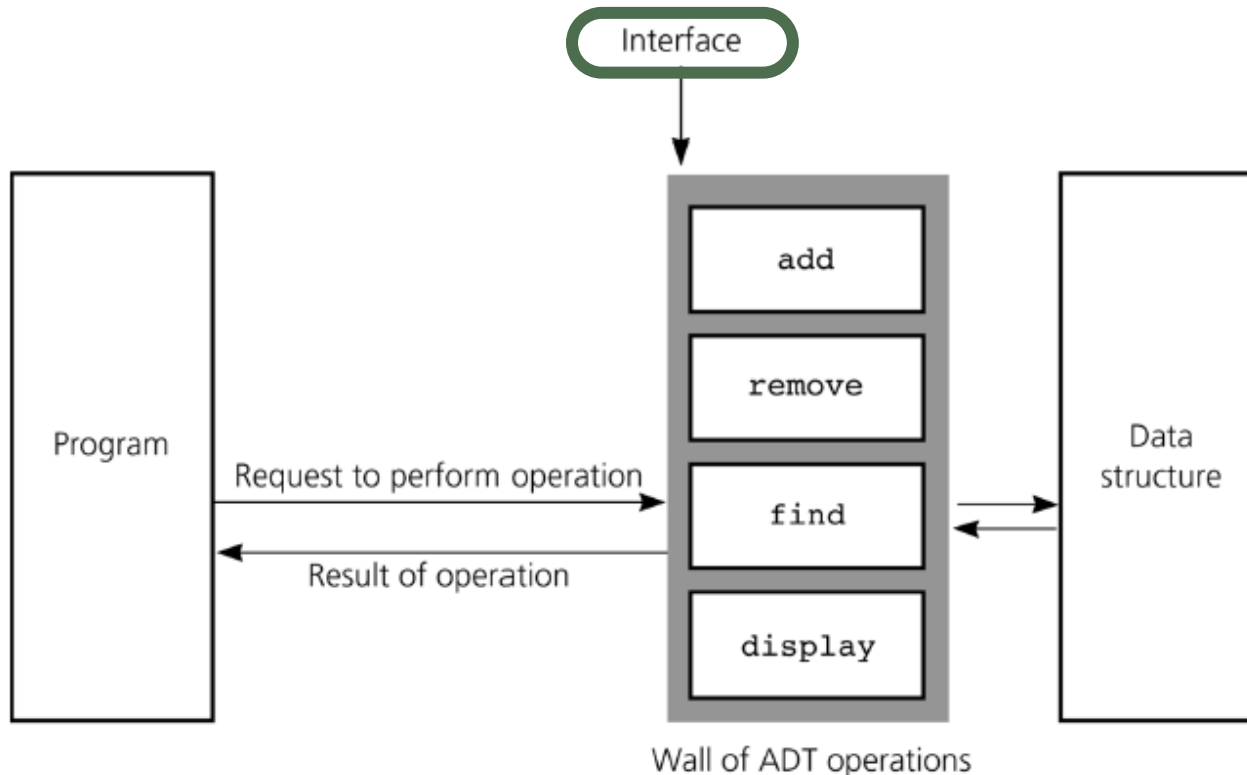 Interface
add
remove
Program
Data
structure
Request to perform operation
find
Result of operation
display
Wall of ADT operations